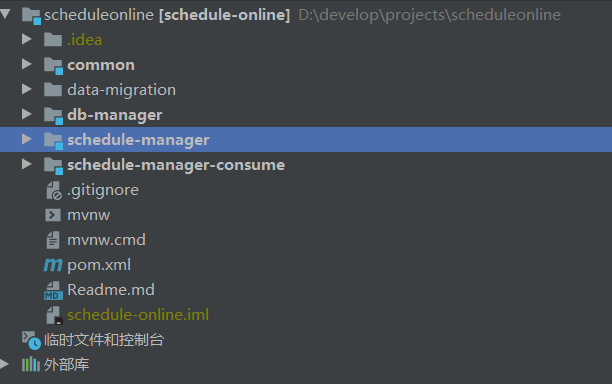 scheduleonline [schedule-online] D:\develop\projects\scheduleonline
.idea
common
data-migration
db-manager
schedule-manager
schedule-manager-consume
.gitignore
mvnw
mvnw.cmd
pom.xml
Readme.md
schedule-online.iml
临时文件和控制台
外部库